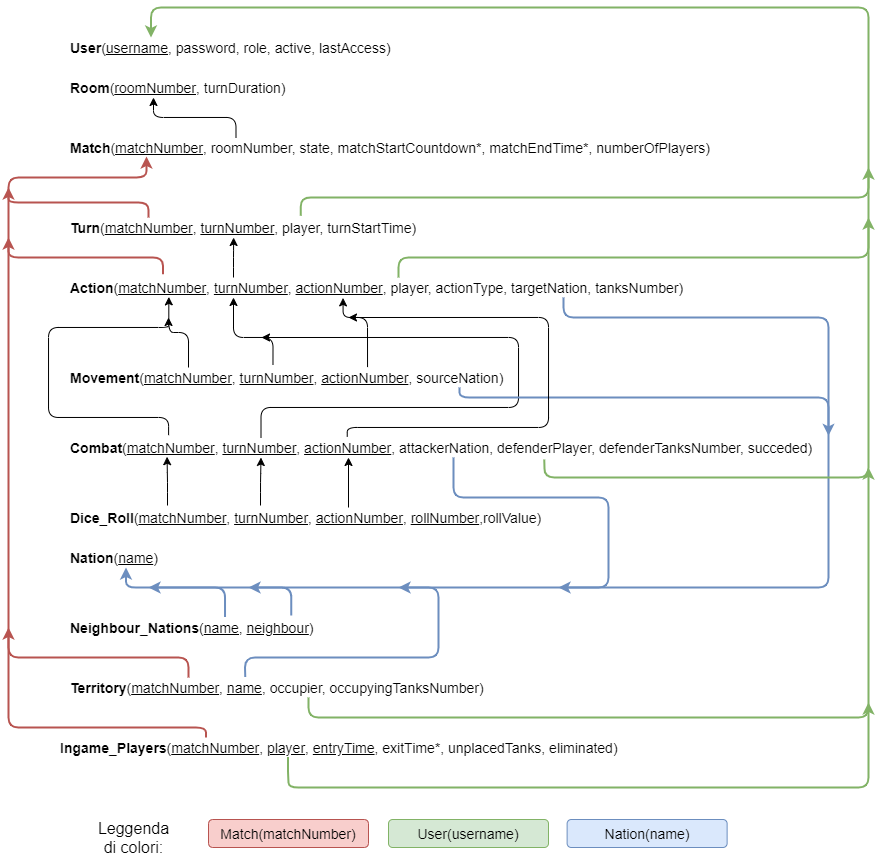 User(username, password, role, active, lastAccess)
Room(roomNumber, turnDuration)
Match(matchNumber, roomNumber, state, matchStartCountdown*, matchEndTime*, numberOfPlayers)
Turn(matchNumber, turnNumber, player, turnStartTime)
Action(matchNumber, turnNumber, actionNumber, player, actionType, targetNation, tanksNumber)
Movement(matchNumber, turnNumber, actionNumber, sourceNation)
Combat(matchNumber, turnNumber, actionNumber, attackerNation, defenderPlayer, defenderTanksNumber, succeded)
Dice_Roll(matchNumber, turnNumber, actionNumber, rollNumber,rollValue)
Nation(name)
Neighbour_Nations(name, neighbour)
Territory(matchNumber, name, occupier, occupyingTanksNumber)
Ingame_Players(matchNumber, player, entryTime, exitTime*, unplacedTanks, eliminated)
Leggenda
di colori:
Match(matchNumber)
User(username)
Nation(name)